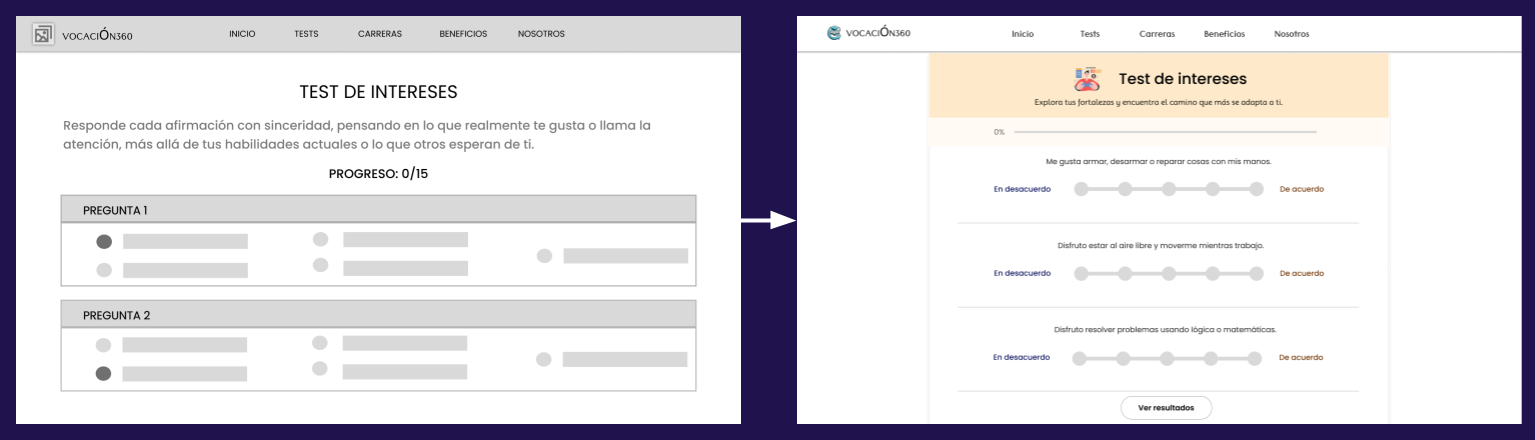 VOCACIÓN360 INICIO TESTS CARRERAS BENEFICIOS NOSOTROS
TEST DE INTERESES
Responde cada afirmación con sinceridad, pensando en lo que realmente te gusta o llama la
atención, más allá de tus habilidades actuales o lo que otros esperan de ti.
PROGRESO: 0/15
PREGUNTA 1
PREGUNTA 2
VOCACIÓN360 Inicio Tests Carreras Beneficios Nosotros
Test de intereses
Explora tus fortalezas y encuentra el camino que más se adapta a ti.
0%
Me gusta armar, desarmar o reparar cosas con mis manos.
En desacuerdo De acuerdo
Disfruto estar al aire libre y moverme mientras trabajo.
En desacuerdo De acuerdo
Disfruto resolver problemas usando lógica o matemáticas.
En desacuerdo De acuerdo
Ver resultados